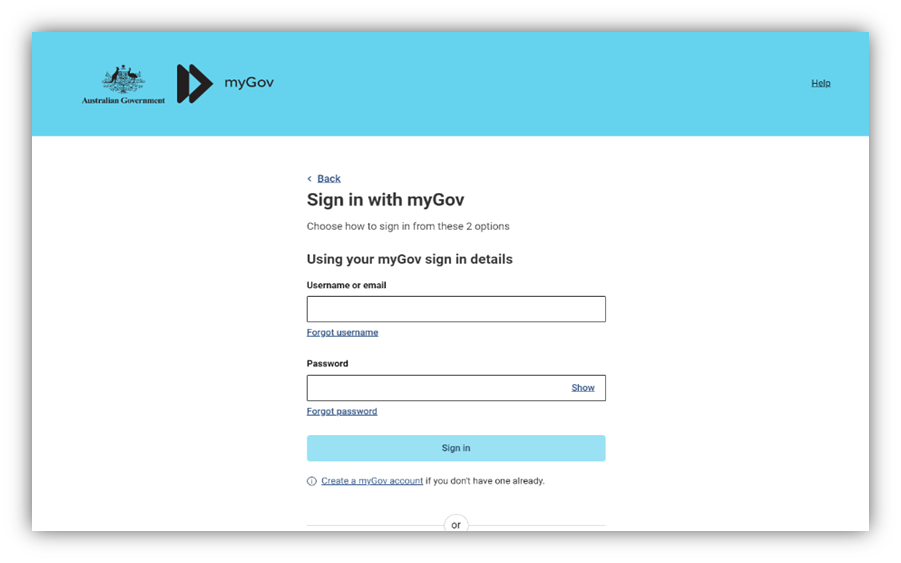 Australian Government
myGov
Help
Back
Sign in with myGov
Choose how to sign in from these 2 options
Using your myGov sign in details
Username or email
Forgot username
Password
Show
Forgot password
Sign in
Create a myGov account if you don't have one already.
or